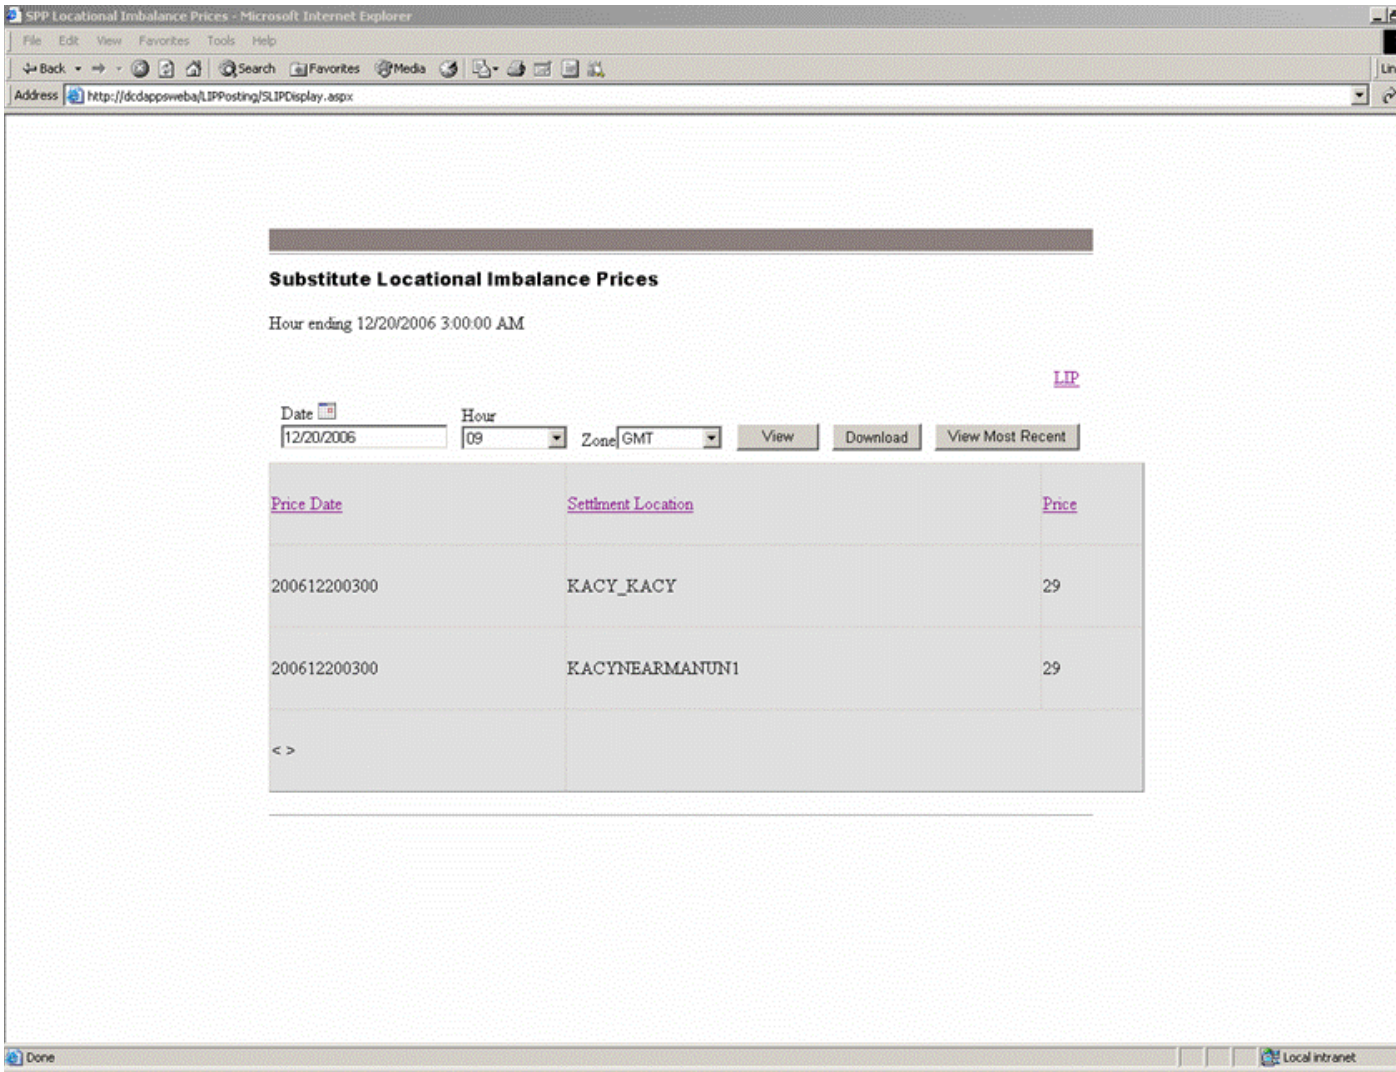 SPP Locational Imbalance Prices - Microsoft Internet Explorer
File Edit View Favorites Tools Help
Back Search Favorites Media
Address http://dcdappsweba/LIPPosting/SLIPDisplay.aspx
Substitute Locational Imbalance Prices
Hour ending 12/20/2006 3:00:00 AM
LIP
Date Hour
12/20/2006 09 Zone GMT View Download View Most Recent
Price Date Settlment Location Price
200612200300 KACY_KACY 29
200612200300 KACYNEARMANUN1 29
< >
Done Local intranet